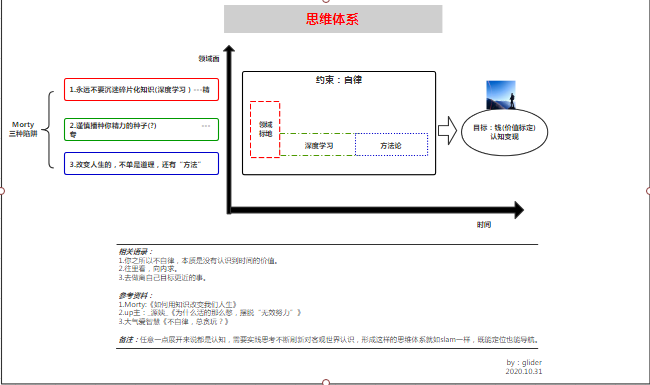 思维体系
领域面
Morty
三种陷阱
1.永远不要沉迷碎片化知识(深度学习) ---精
2.谨慎播种你精力的种子(?) ---
专
3.改变人生的，不单是道理，还有“方法”
约束：自律
领域
标地
深度学习
方法论
目标：钱(价值标定)
认知变现
时间
相关语录：
1.你之所以不自律，本质是没有认识到时间的价值。
2.往里看，向内求。
3.去做离自己目标更近的事。
参考资料：
1.Morty:《如何用知识改变我们人生》
2.up主：_源姨_《为什么活的那么怂，摆脱“无效努力”》
3.大气爱智慧《不自律，总贪玩？》
备注：任意一点展开来说都是认知，需要实践思考不断刷新对客观世界认识，形成这样的思维体系就如slam一样，既能定位也能导航。
by：glider
2020.10.31